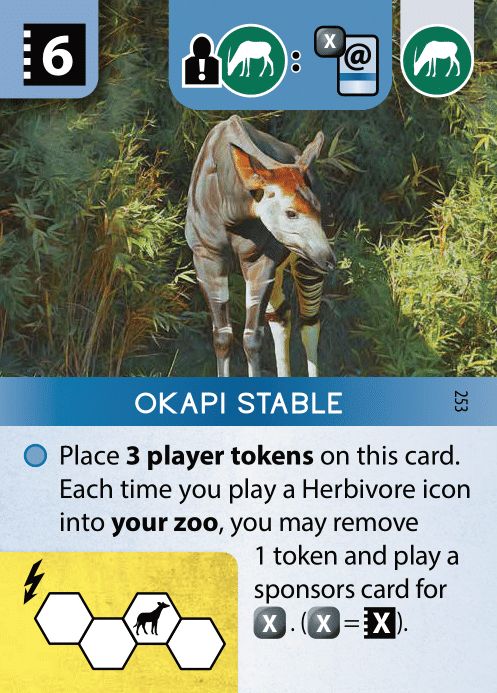 6
X @
OKAPI STABLE
253
Place 3 player tokens on this card.
Each time you play a Herbivore icon
into your zoo, you may remove
1 token and play a
sponsors card for
X . ( X = X ).